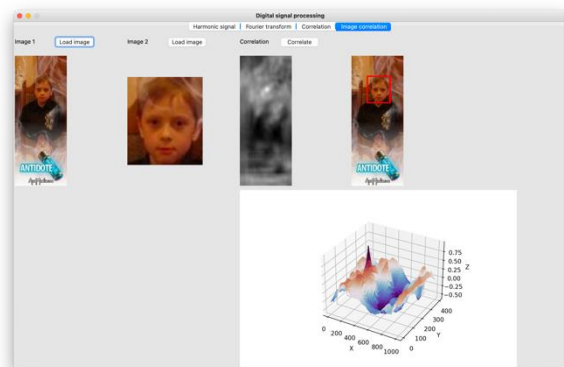 Digital signal processing
Harmonic signal Fourier transform Correlation Image correlation
Image 1 Load image Image 2 Load image Correlation Correlate
ANTIDOTE
ANTIDOTE
0.75
0.50
0.25
0.00
−0.25
−0.50
Z
0 200 400 600 800 1000
X
0 100 200 300 400
Y